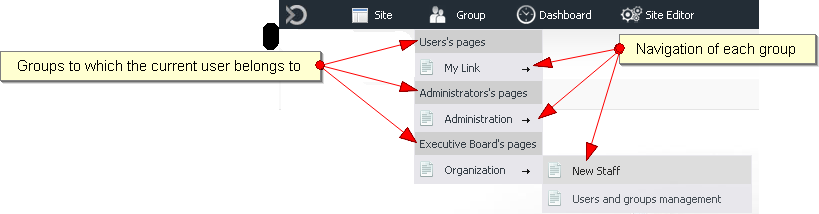 Site Group Dashboard Site Editor
Groups to which the current user belongs to
Navigation of each group
Users's pages
My Link
Administrators's pages
Administration
Executive Board's pages
Organization
New Staff
Users and groups management